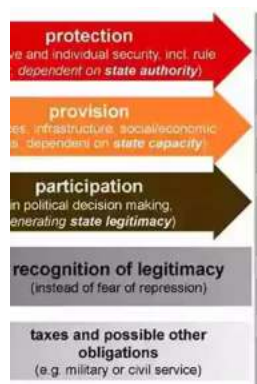 protection
ve and individual security, incl. rule
dependent on state authority)
provision
es, infrastructure, social/economic
s, dependent on state capacity)
participation
in political decision making,
enerating state legitimacy)
recognition of legitimacy
(instead of fear of repression)
taxes and possible other
obligations
(e.g. military or civil service)